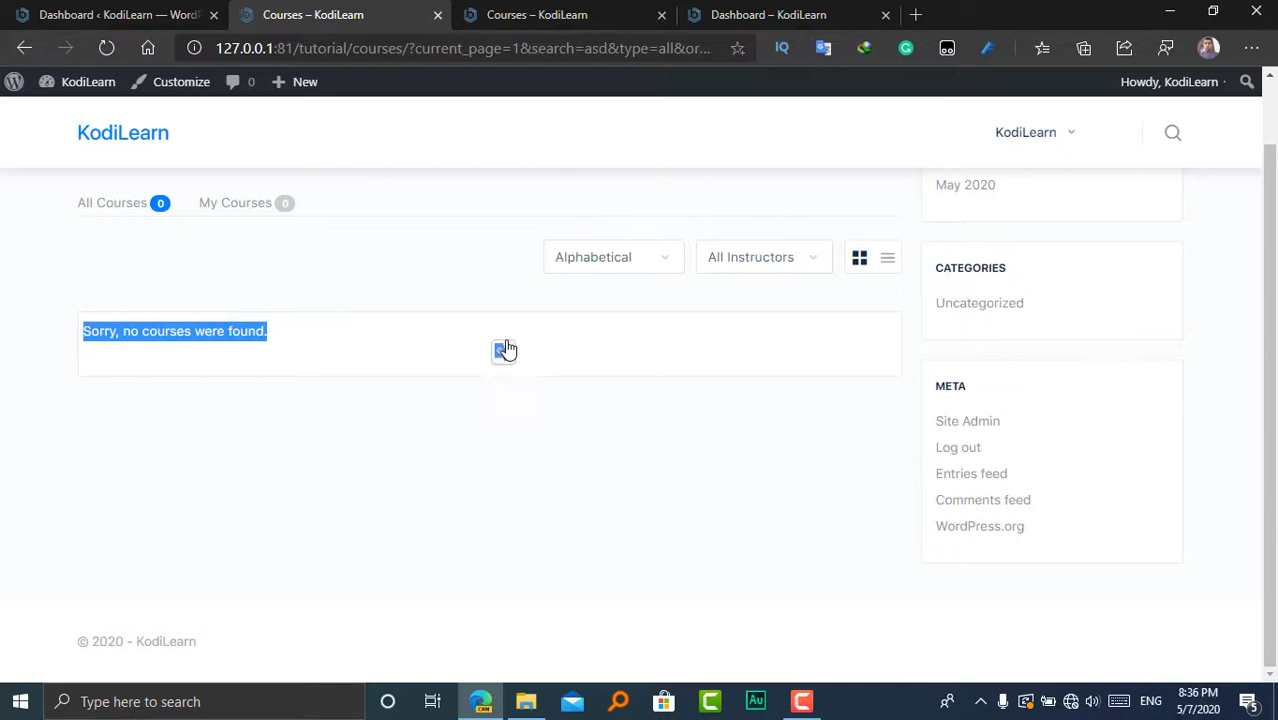 Dashboard ‹ KodiLearn — Word
Courses – KodiLearn
Courses – KodiLearn
Dashboard – KodiLearn
127.0.0.1:81/tutorial/courses/?current_page=1&search=asd&type=all&or...
KodiLearn
Customize
0
New
Howdy, KodiLearn
KodiLearn
KodiLearn
All Courses 0
My Courses 0
May 2020
Alphabetical
All Instructors
CATEGORIES
Uncategorized
Sorry, no courses were found.
META
Site Admin
Log out
Entries feed
Comments feed
WordPress.org
© 2020 - KodiLearn
Type here to search
CAN
Au
ENG
8:36 PM
5/7/2020
5